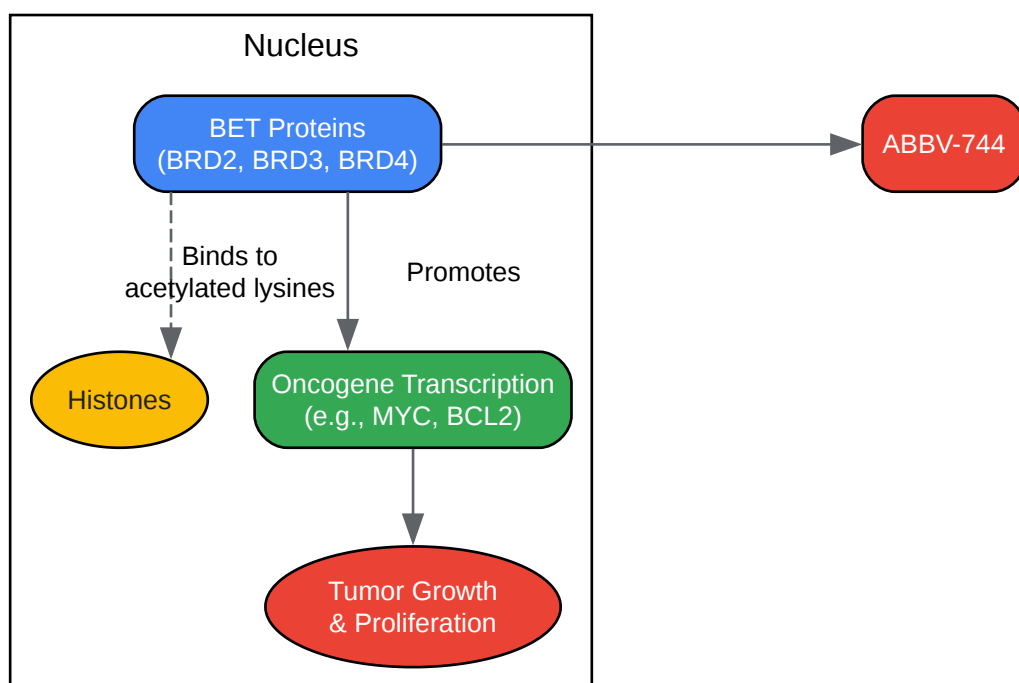 Nucleus
BET Proteins
(BRD2, BRD3, BRD4)
ABBV-744
Binds to
acetylated lysines
Promotes
Histones
Oncogene Transcription
(e.g., MYC, BCL2)
Tumor Growth
& Proliferation